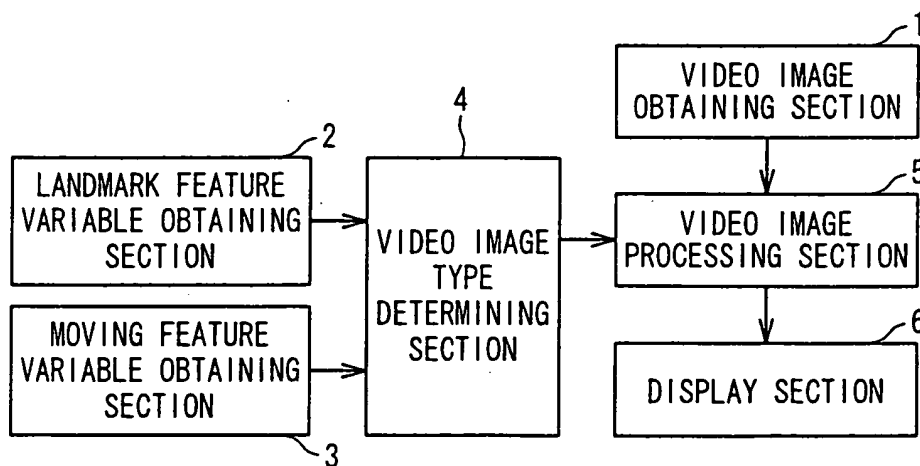 1
VIDEO IMAGE
OBTAINING SECTION
2
LANDMARK FEATURE
VARIABLE OBTAINING
SECTION
MOVING FEATURE
VARIABLE OBTAINING
SECTION
3
4
VIDEO IMAGE
TYPE
DETERMINING
SECTION
5
VIDEO IMAGE
PROCESSING SECTION
6
DISPLAY SECTION